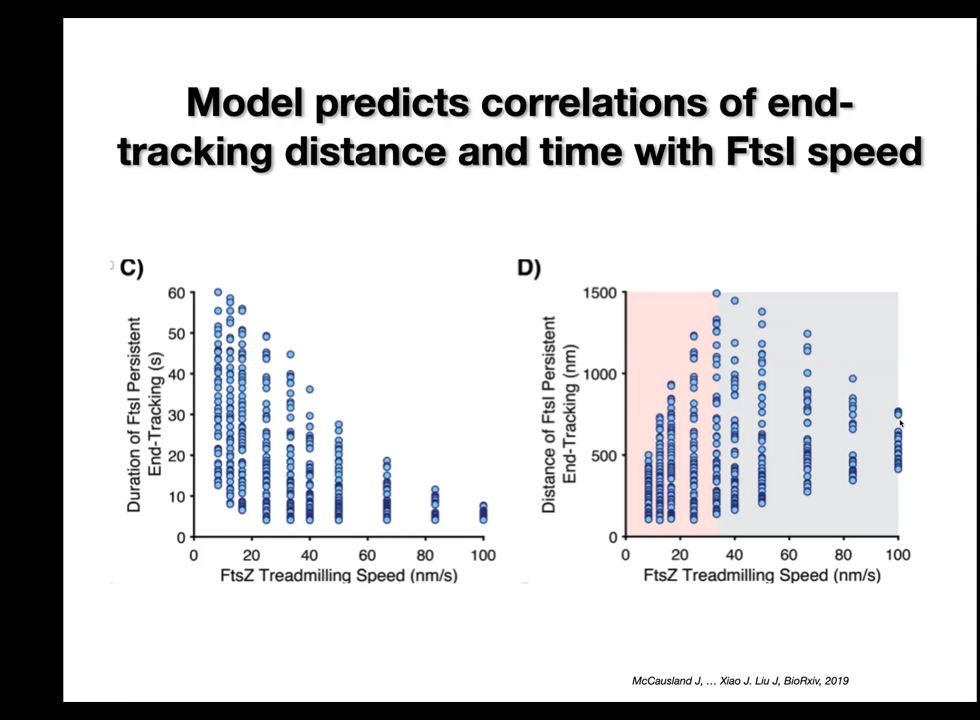 Model predicts correlations of end-
tracking distance and time with FtsI speed
C)
Duration of FtsI Persistent
End-Tracking (s)
60
50
40
30
20
10
0
0 20 40 60 80 100
FtsZ Treadmilling Speed (nm/s)
D)
Distance of FtsI Persistent
End-Tracking (nm)
1500
1000
500
0
0 20 40 60 80 100
FtsZ Treadmilling Speed (nm/s)
McCausland J, ... Xiao J. Liu J, BioRxiv, 2019